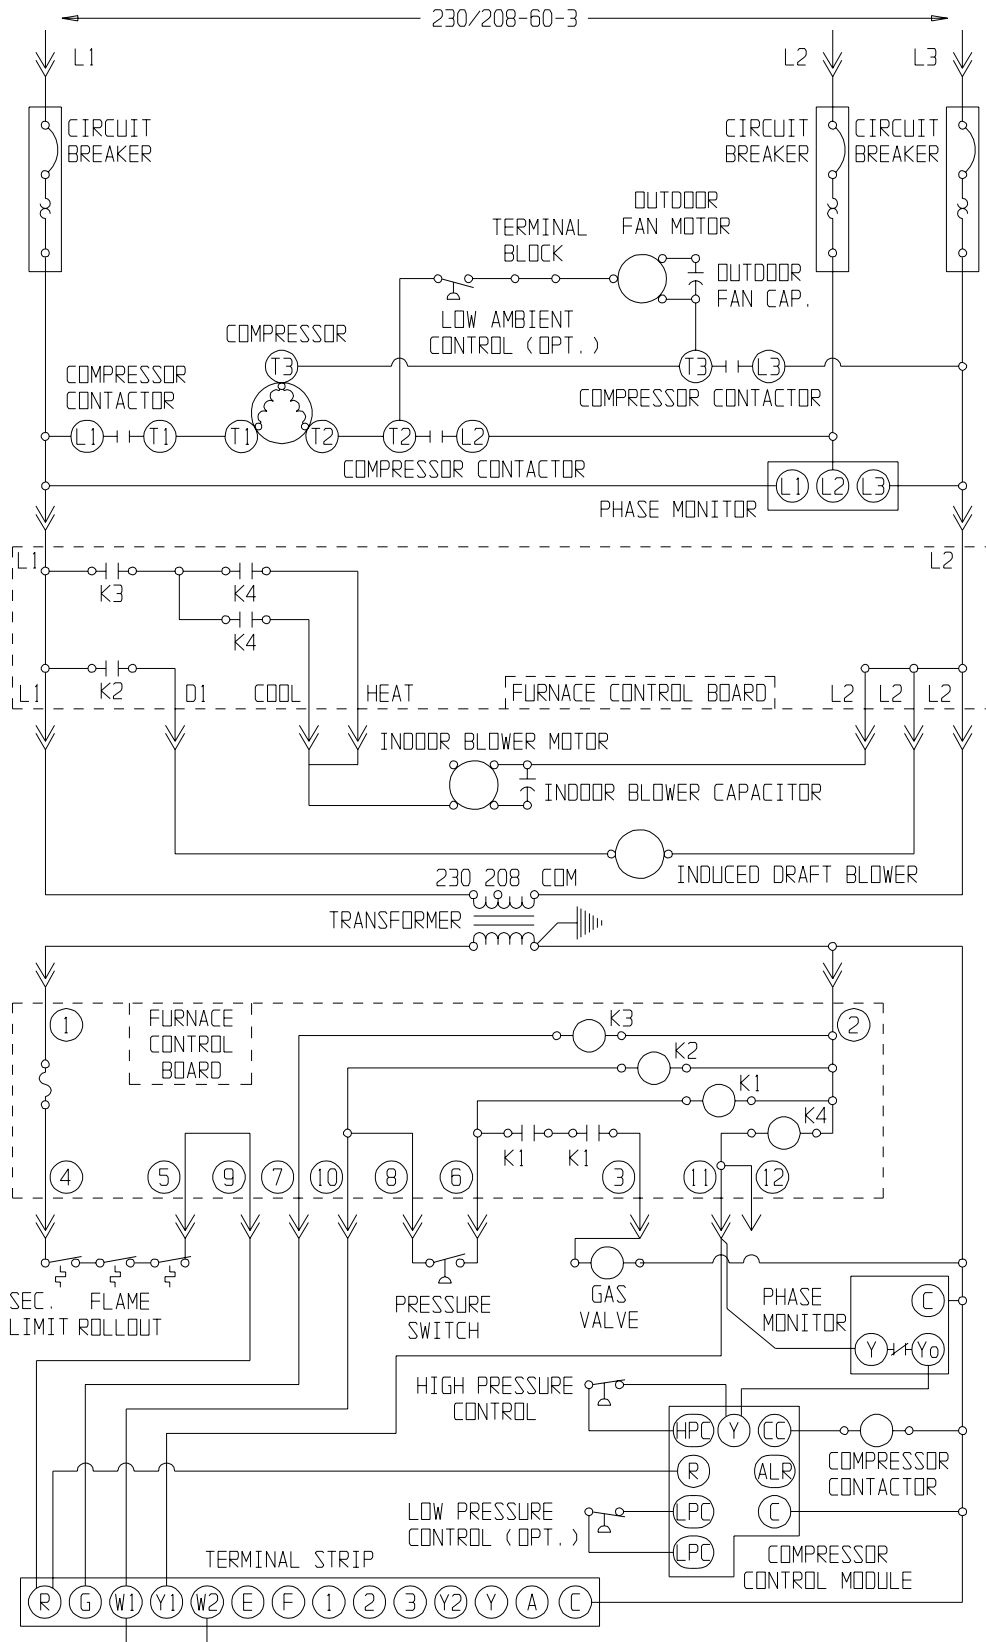 230/208-60-3
L1
L2
L3
CIRCUIT
BREAKER
CIRCUIT
BREAKER
CIRCUIT
BREAKER
OUTDOOR
FAN MOTOR
TERMINAL
BLOCK
OUTDOOR
FAN CAP.
LOW AMBIENT
CONTROL (OPT.)
COMPRESSOR
T3
T3
L3
COMPRESSOR
CONTACTOR
COMPRESSOR CONTACTOR
L1
T1
T1
T2
T2
L2
COMPRESSOR CONTACTOR
L1
L2
L3
PHASE MONITOR
L1
L2
K3
K4
K4
K2
L1
D1
COOL
HEAT
FURNACE CONTROL BOARD
L2
L2
L2
INDOOR BLOWER MOTOR
INDOOR BLOWER CAPACITOR
INDUCED DRAFT BLOWER
230 208 COM
TRANSFORMER
1
FURNACE
CONTROL
BOARD
K3
2
K2
K1
K4
K1
K1
4
5
9
7
10
8
6
3
11
12
SEC.
LIMIT
FLAME
ROLLOUT
PRESSURE
SWITCH
GAS
VALVE
PHASE
MONITOR
C
Y
Yo
HIGH PRESSURE
CONTROL
HPC
Y
CC
COMPRESSOR
CONTACTOR
R
ALR
LOW PRESSURE
CONTROL (OPT.)
LPC
C
LPC
COMPRESSOR
CONTROL MODULE
TERMINAL STRIP
R G W1 Y1 W2 E F 1 2 3 Y2 Y A C